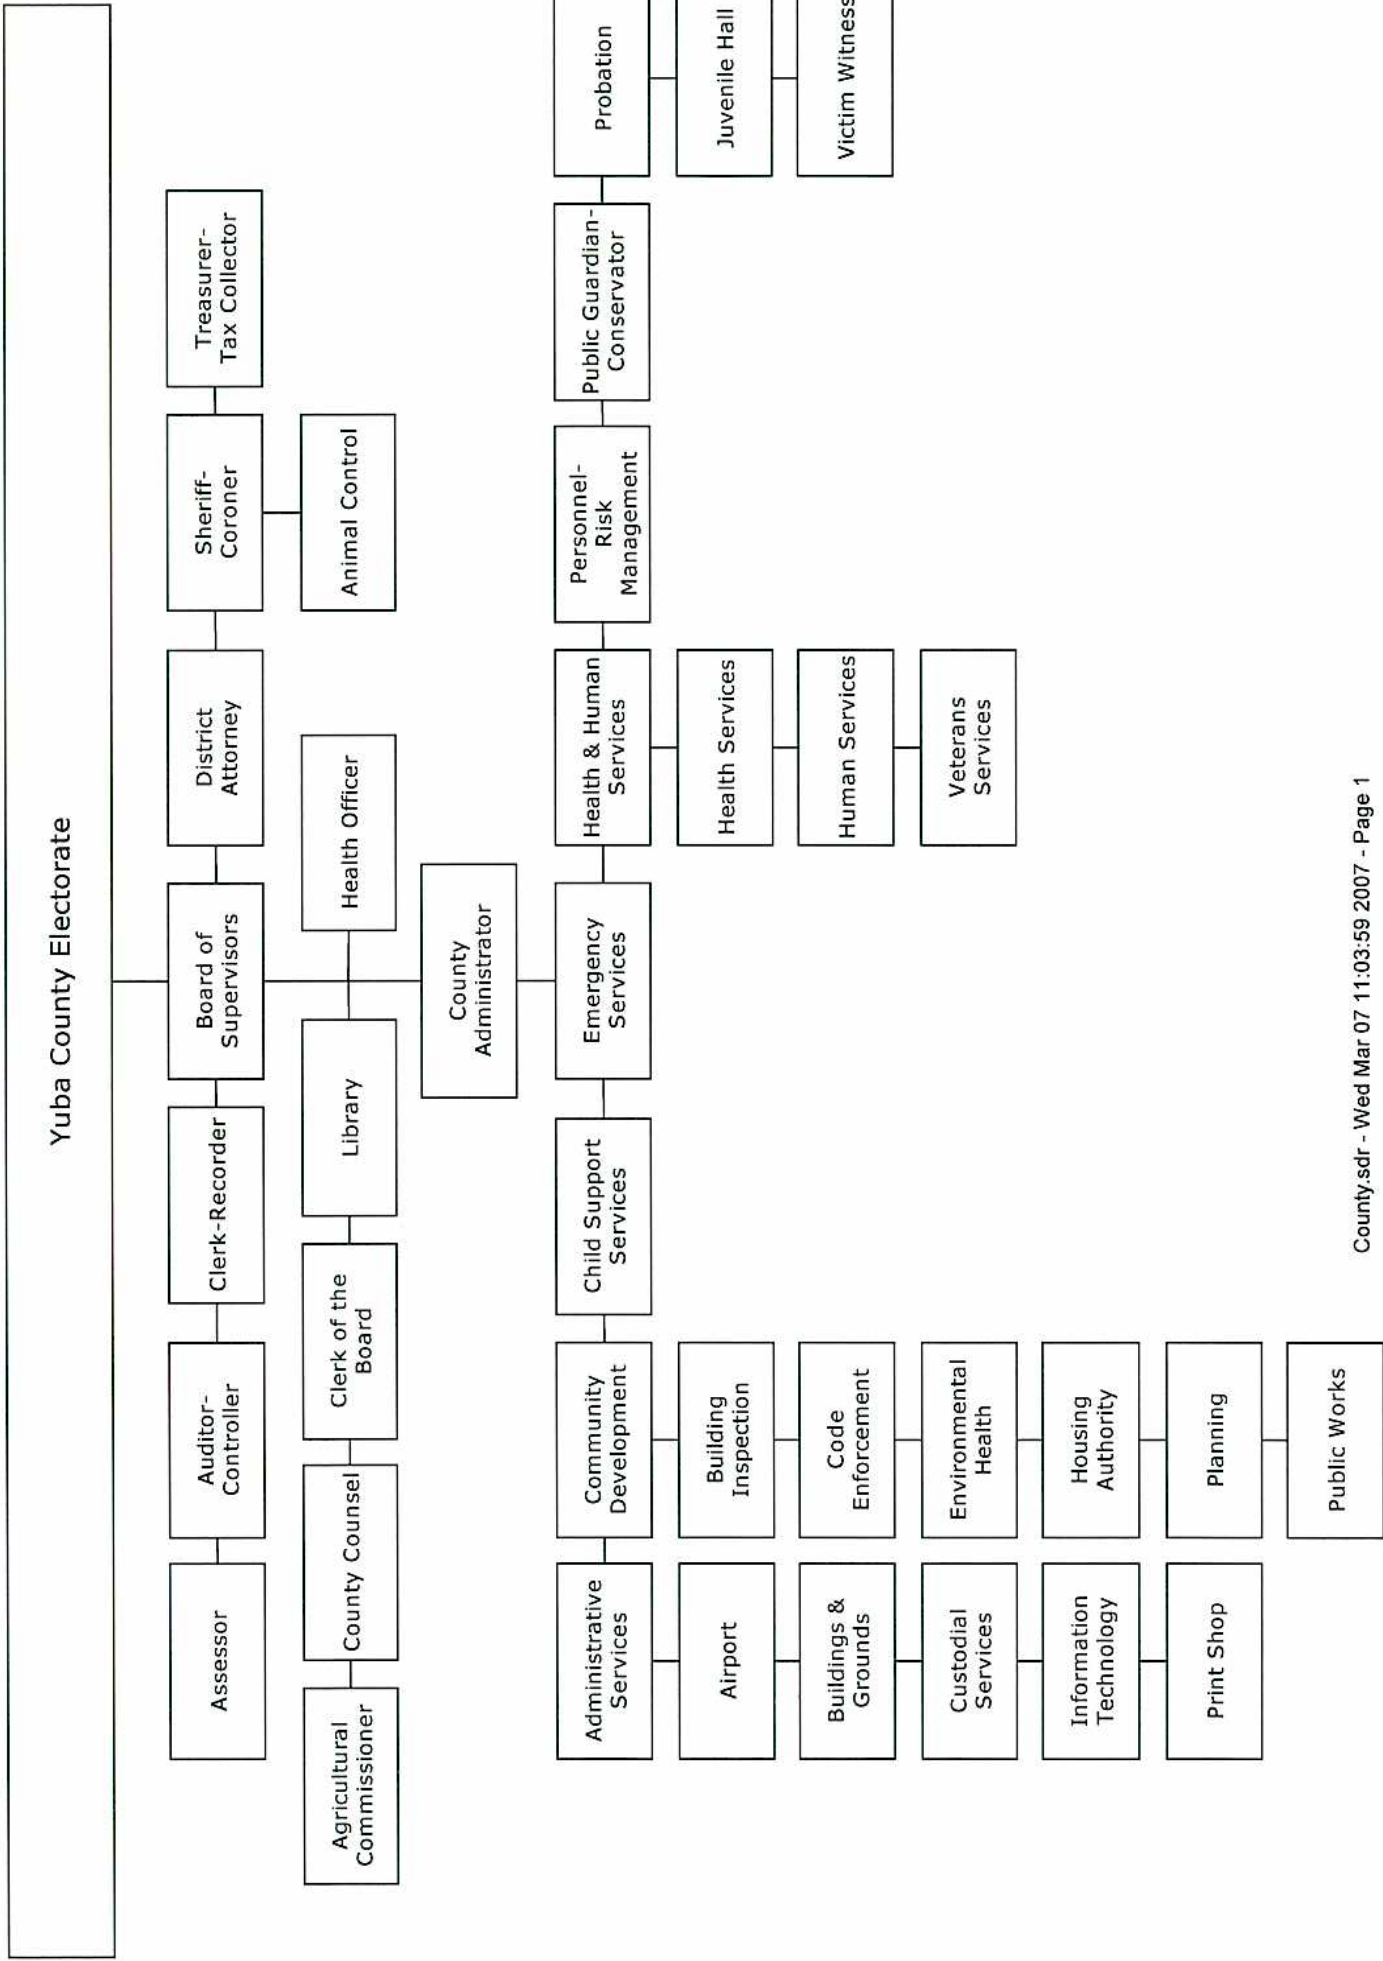 Yuba County Electorate
Assessor
Auditor-
Controller
Clerk-Recorder
Board of
Supervisors
District
Attorney
Sheriff-
Coroner
Treasurer-
Tax Collector
Agricultural
Commissioner
County Counsel
Clerk of the
Board
Library
Health Officer
Animal Control
County
Administrator
Administrative
Services
Community
Development
Child Support
Services
Emergency
Services
Health & Human
Services
Personnel-
Risk
Management
Public Guardian-
Conservator
Probation
Airport
Building
Inspection
Health Services
Juvenile Hall
Buildings &
Grounds
Code
Enforcement
Human Services
Victim Witness
Custodial
Services
Environmental
Health
Veterans
Services
Information
Technology
Housing
Authority
Print Shop
Planning
Public Works
County.sdr - Wed Mar 07 11:03:59 2007 - Page 1